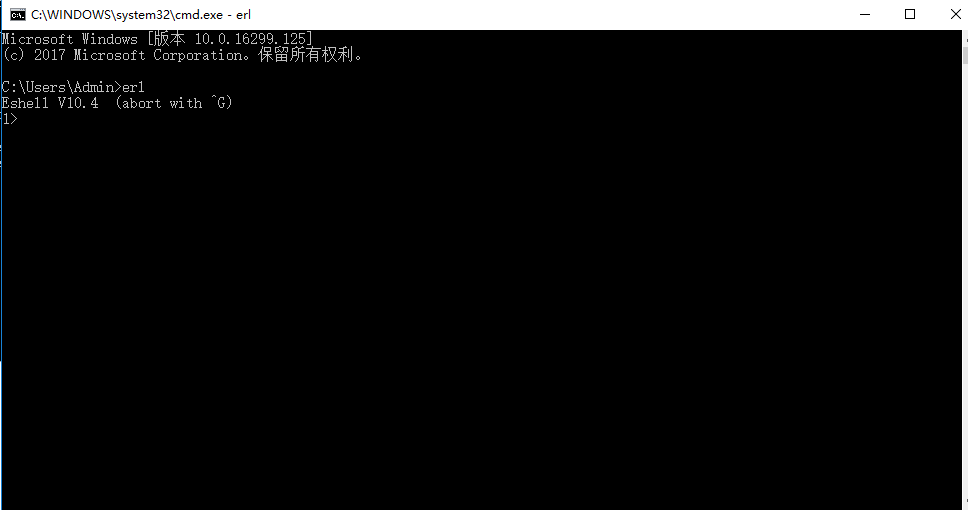 C:\WINDOWS\system32\cmd.exe - erl
Microsoft Windows [版本 10.0.16299.125]
(c) 2017 Microsoft Corporation。保留所有权利。
C:\Users\Admin>erl
Eshell V10.4  (abort with ^G)
1>